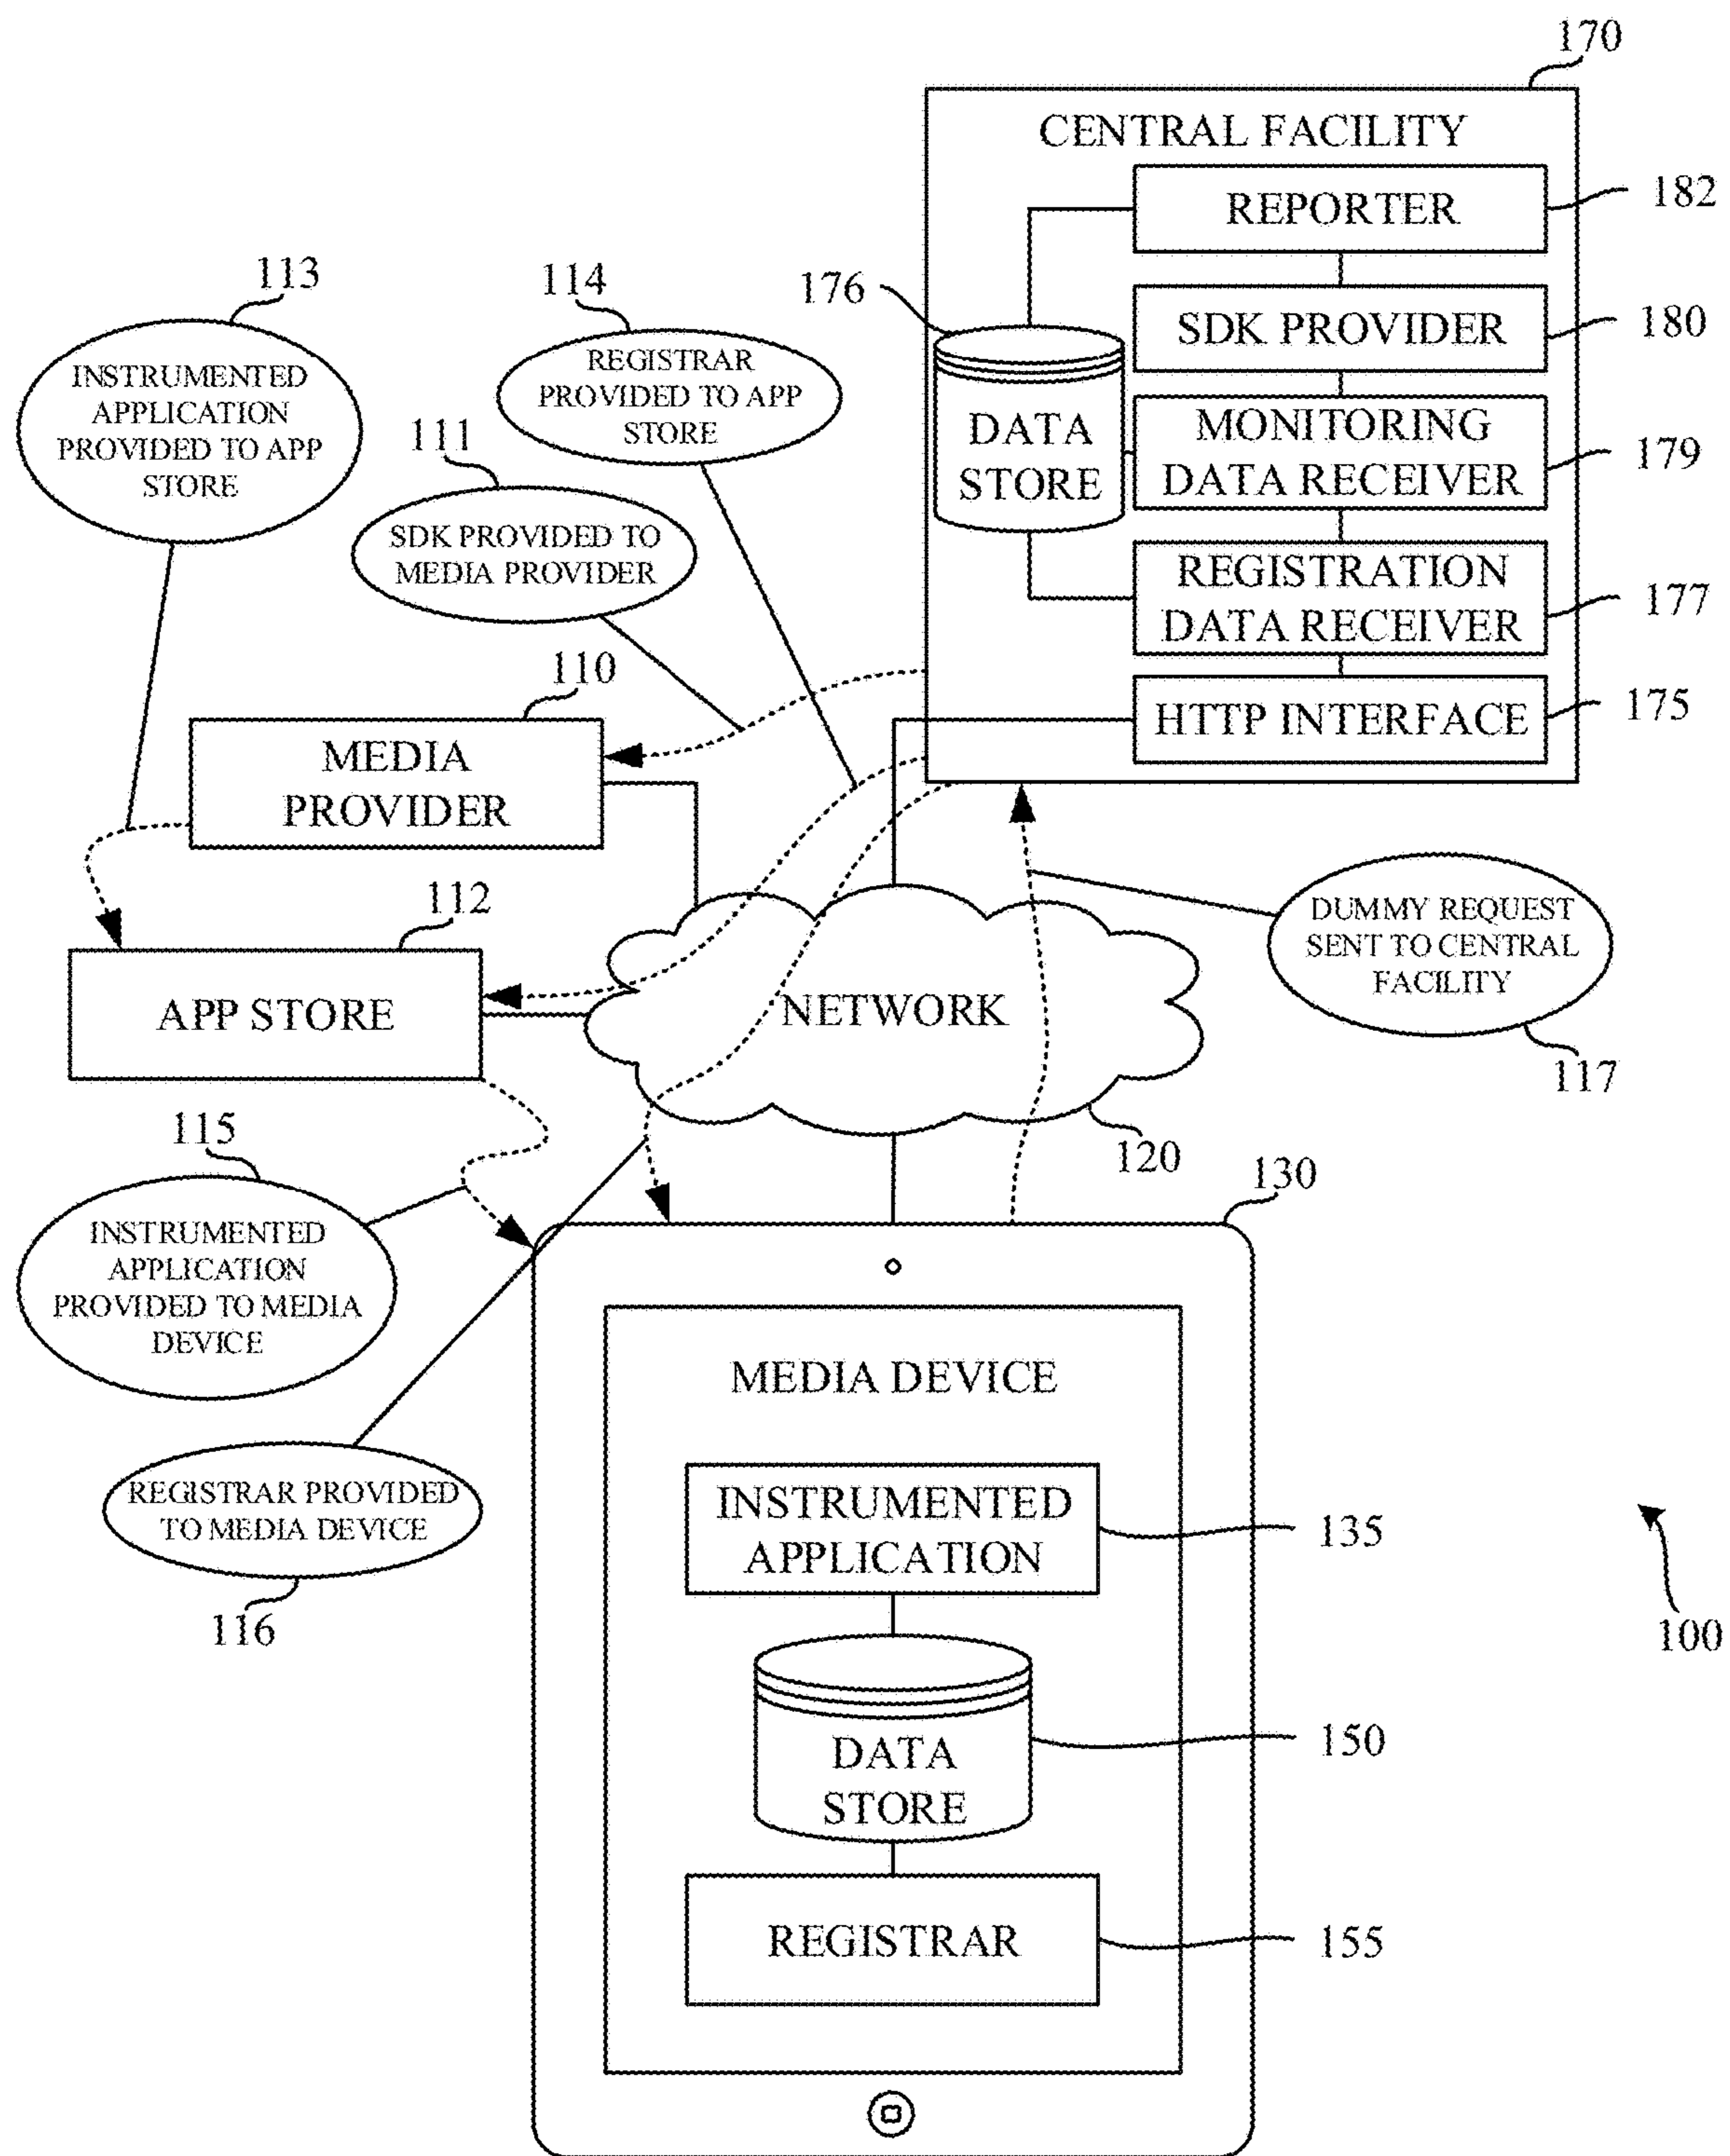 170
CENTRAL FACILITY
REPORTER
182
SDK PROVIDER
180
176
DATA
STORE
MONITORING
DATA RECEIVER
179
REGISTRATION
DATA RECEIVER
177
HTTP INTERFACE
175
113
INSTRUMENTED
APPLICATION
PROVIDED TO APP
STORE
114
REGISTRAR
PROVIDED TO APP
STORE
111
SDK PROVIDED TO
MEDIA PROVIDER
110
MEDIA
PROVIDER
112
APP STORE
NETWORK
120
DUMMY REQUEST
SENT TO CENTRAL
FACILITY
117
115
INSTRUMENTED
APPLICATION
PROVIDED TO MEDIA
DEVICE
REGISTRAR PROVIDED
TO MEDIA DEVICE
116
130
MEDIA DEVICE
INSTRUMENTED
APPLICATION
135
DATA
STORE
150
REGISTRAR
155
100